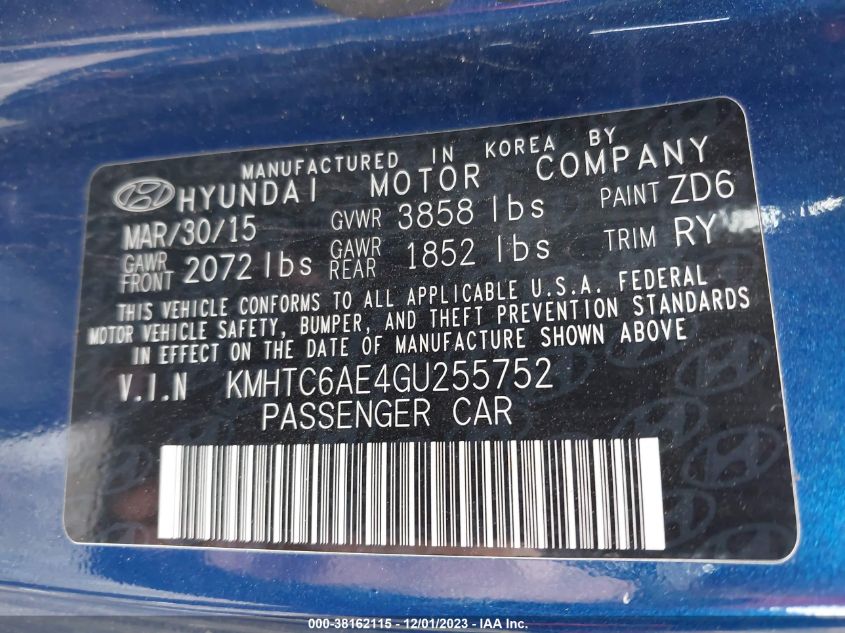 MANUFACTURED IN KOREA BY
HYUNDAI MOTOR COMPANY
MAR/30/15 GVWR 3858 lbs PAINT ZD6
GAWR FRONT 2072 lbs GAWR REAR 1852 lbs TRIM RY
THIS VEHICLE CONFORMS TO ALL APPLICABLE U.S.A. FEDERAL
MOTOR VEHICLE SAFETY, BUMPER, AND THEFT PREVENTION STANDARDS
IN EFFECT ON THE DATE OF MANUFACTURE SHOWN ABOVE
V.I.N KMHTC6AE4GU255752
PASSENGER CAR
000-38162115 - 12/01/2023 - IAA Inc.